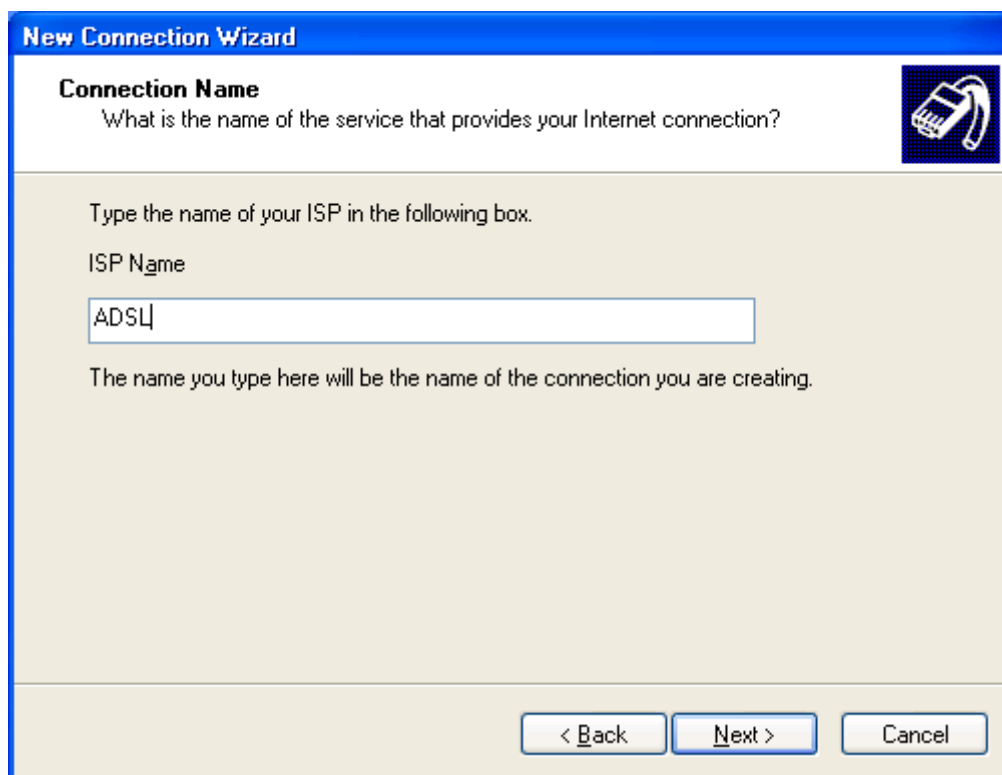 New Connection Wizard
Connection Name
What is the name of the service that provides your Internet connection?
Type the name of your ISP in the following box.
ISP Name
ADSL
The name you type here will be the name of the connection you are creating.
< Back Next > Cancel